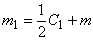 m₁ = ½C₁ + m